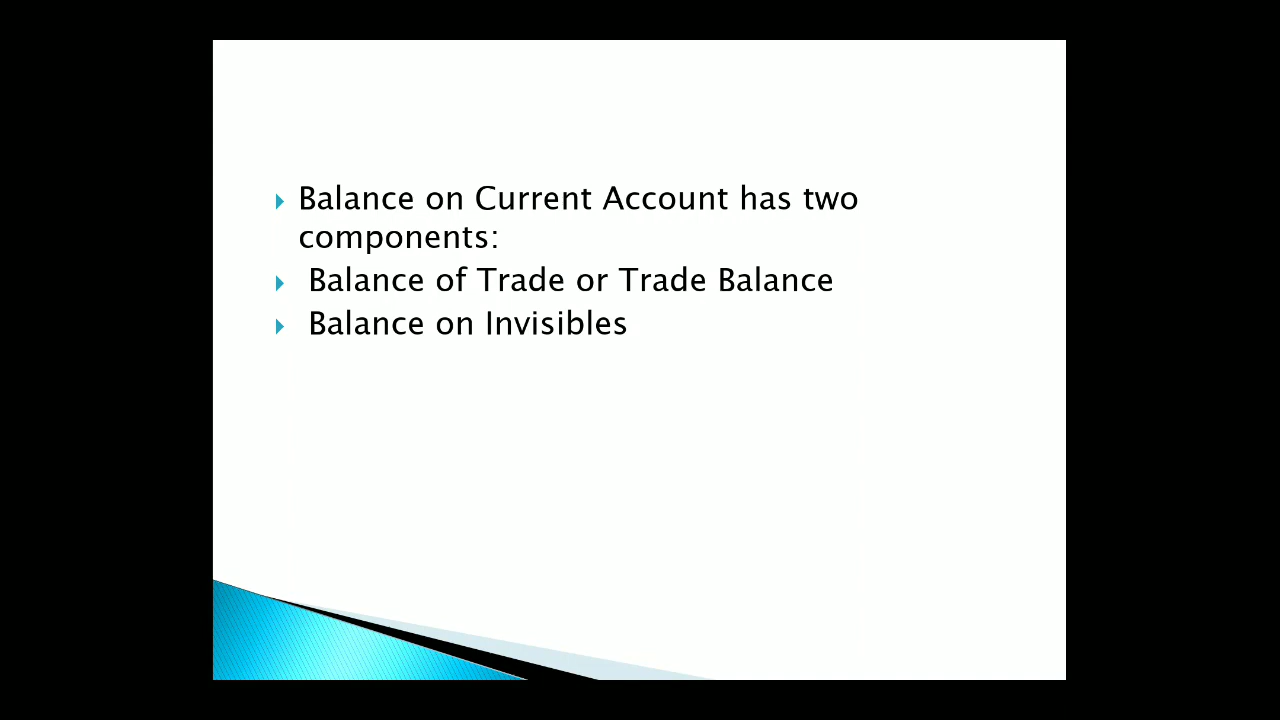 Balance on Current Account has two
components:
Balance of Trade or Trade Balance
Balance on Invisibles